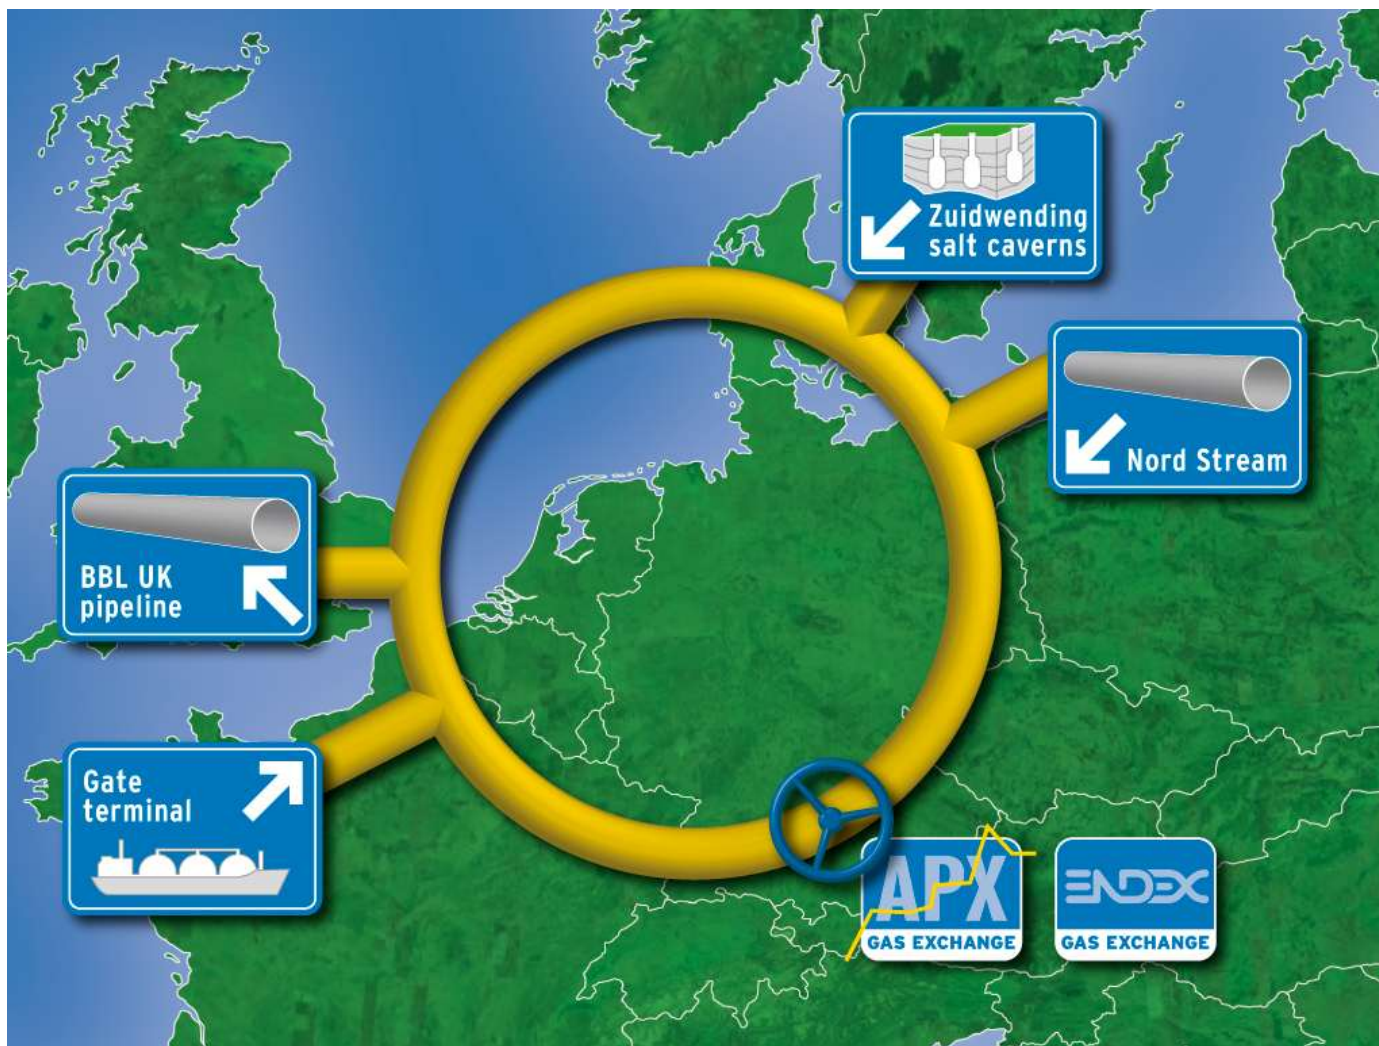 Zuidwending
salt caverns
Nord Stream
BBL UK
pipeline
Gate
terminal
APX
GAS EXCHANGE
ENDEX
GAS EXCHANGE